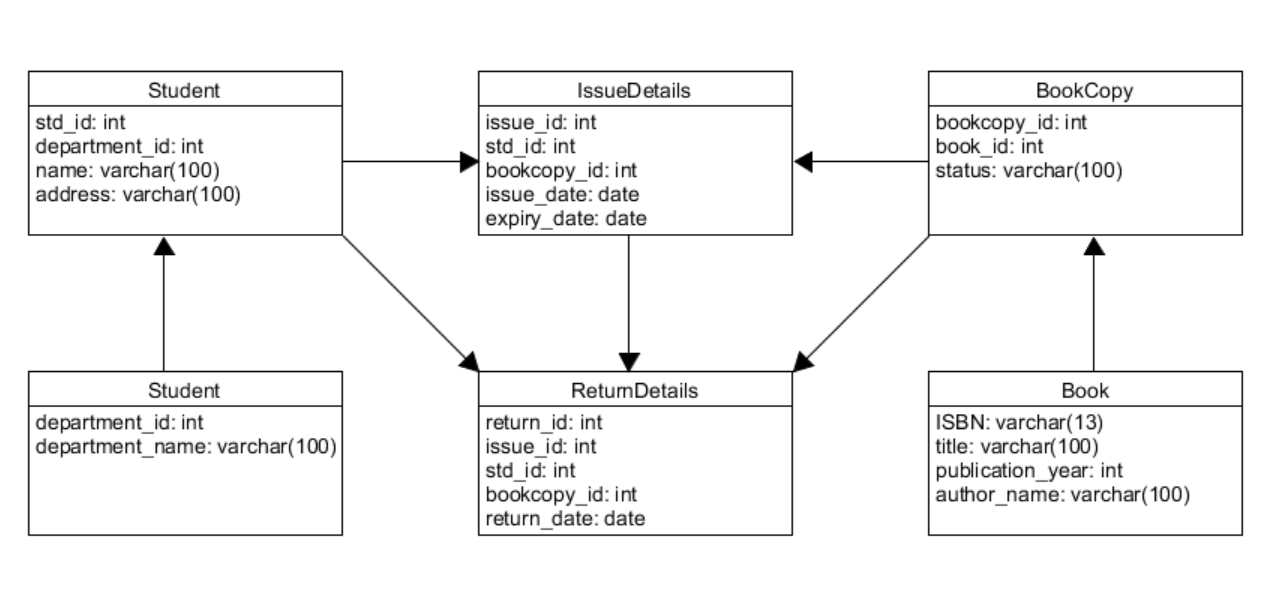 Student
std_id: int
department_id: int
name: varchar(100)
address: varchar(100)
IssueDetails
issue_id: int
std_id: int
bookcopy_id: int
issue_date: date
expiry_date: date
BookCopy
bookcopy_id: int
book_id: int
status: varchar(100)
Student
department_id: int
department_name: varchar(100)
ReturnDetails
return_id: int
issue_id: int
std_id: int
bookcopy_id: int
return_date: date
Book
ISBN: varchar(13)
title: varchar(100)
publication_year: int
author_name: varchar(100)